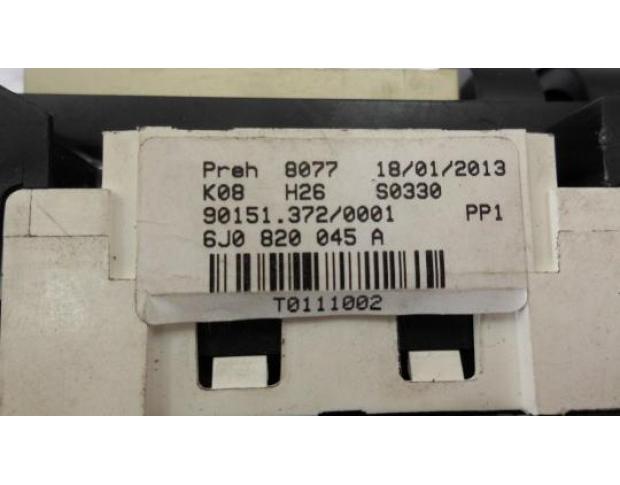 Preh 8077 18/01/2013
K08 H26 S0330
90151.372/0001 PP1
6J0 820 045 A
T0111002